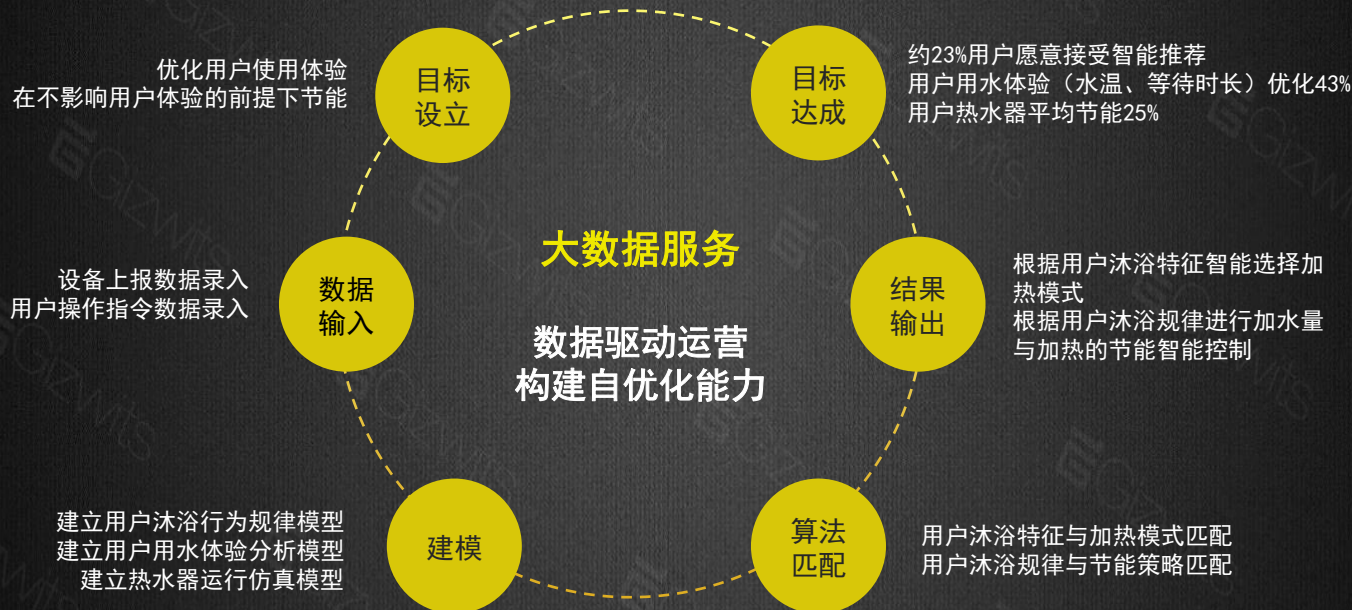 优化用户使用体验
在不影响用户体验的前提下节能
目标
设立
目标
达成
约23%用户愿意接受智能推荐
用户用水体验（水温、等待时长）优化43%
用户热水器平均节能25%
大数据服务
数据驱动运营
构建自优化能力
设备上报数据录入
用户操作指令数据录入
数据
输入
结果
输出
根据用户沐浴特征智能选择加
热模式
根据用户沐浴规律进行加水量
与加热的节能智能控制
建立用户沐浴行为规律模型
建立用户用水体验分析模型
建立热水器运行仿真模型
建模
算法
匹配
用户沐浴特征与加热模式匹配
用户沐浴规律与节能策略匹配
Gizwits